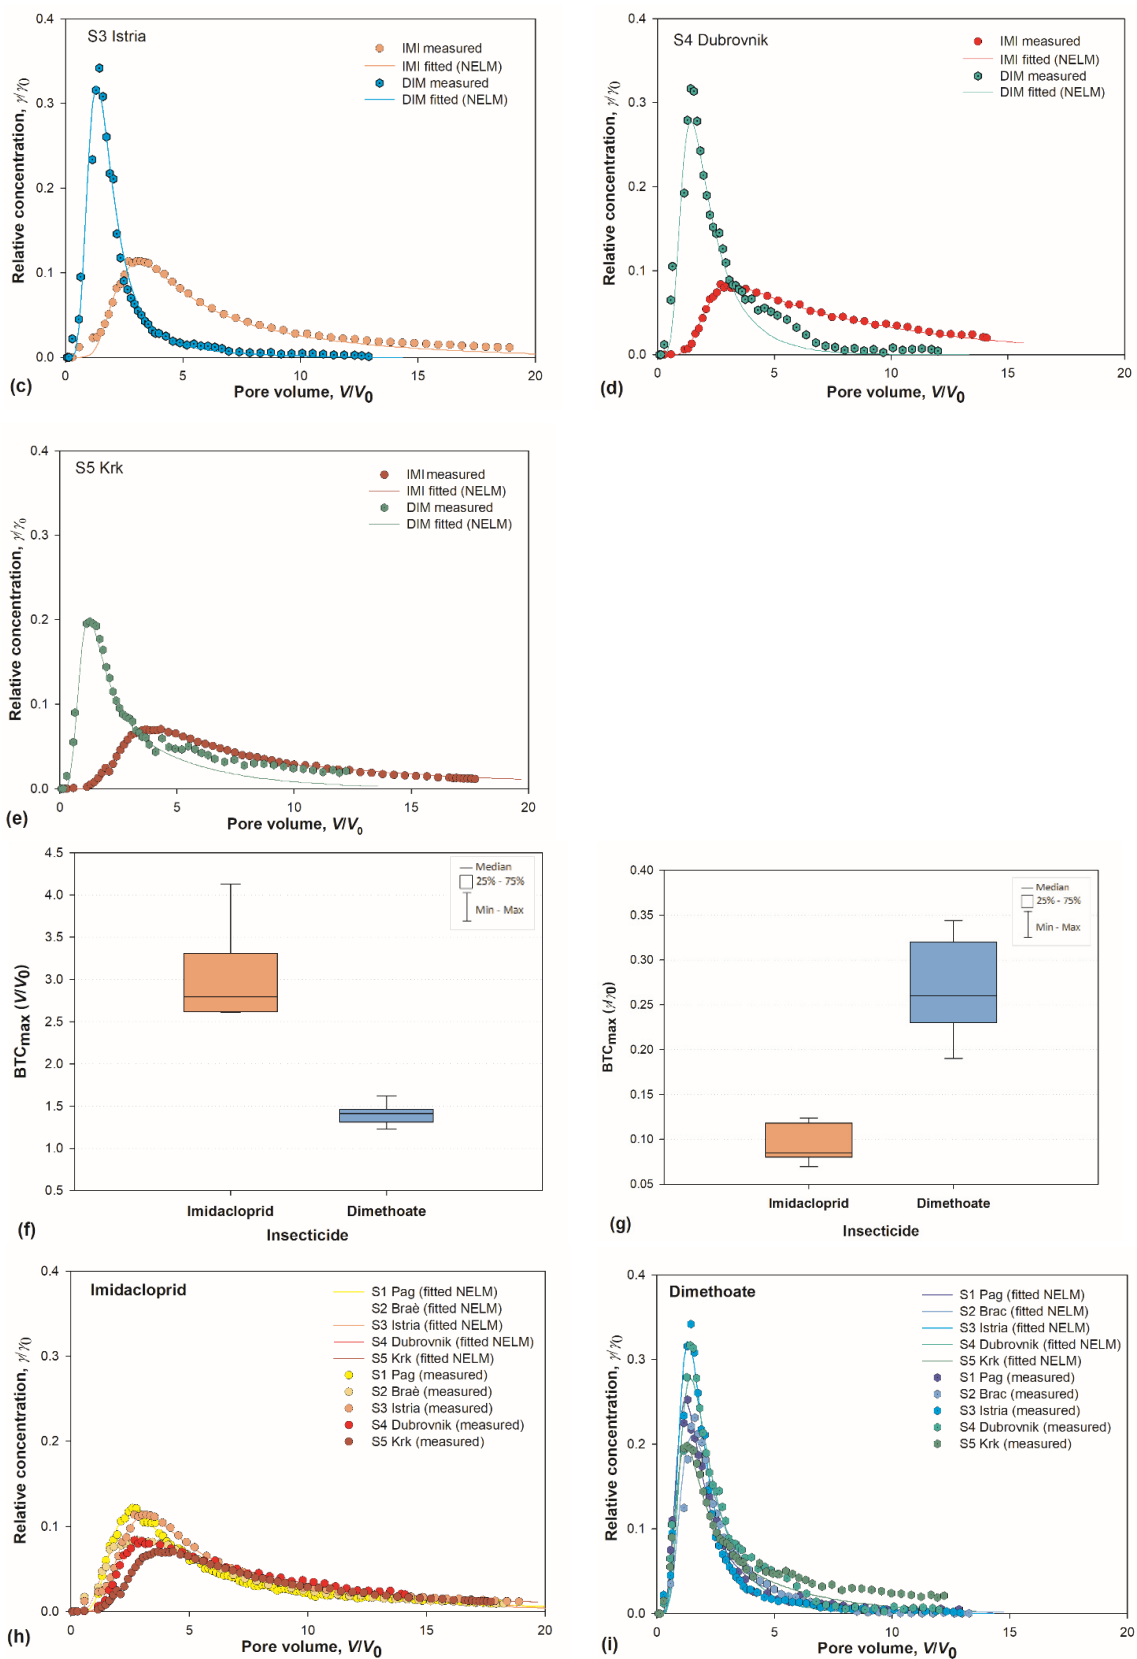 S3 Istria
IMI measured
IMI fitted (NELM)
DIM measured
DIM fitted (NELM)
Relative concentration, γ/γ0
0.4
0.3
0.2
0.1
0.0
0
5
10
15
20
Pore volume, V/V0
(c)
S4 Dubrovnik
IMI measured
IMI fitted (NELM)
DIM measured
DIM fitted (NELM)
Relative concentration, γ/γ0
0.4
0.3
0.2
0.1
0.0
0
5
10
15
20
Pore volume, V/V0
(d)
S5 Krk
IMI measured
IMI fitted (NELM)
DIM measured
DIM fitted (NELM)
Relative concentration, γ/γ0
0.4
0.3
0.2
0.1
0.0
0
5
10
15
20
Pore volume, V/V0
(e)
4.5
4.0
3.5
3.0
2.5
2.0
1.5
1.0
0.5
BTCmax (V/V0)
Median
25% - 75%
Min - Max
Imidacloprid
Dimethoate
Insecticide
(f)
0.40
0.35
0.30
0.25
0.20
0.15
0.10
0.05
BTCmax (γ/γ0)
Median
25% - 75%
Min - Max
Imidacloprid
Dimethoate
Insecticide
(g)
Imidacloprid
S1 Pag (fitted NELM)
S2 Braè (fitted NELM)
S3 Istria (fitted NELM)
S4 Dubrovnik (fitted NELM)
S5 Krk (fitted NELM)
S1 Pag (measured)
S2 Braè (measured)
S3 Istria (measured)
S4 Dubrovnik (measured)
S5 Krk (measured)
Relative concentration, γ/γ0
0.4
0.3
0.2
0.1
0.0
0
5
10
15
20
Pore volume, V/V0
(h)
Dimethoate
S1 Pag (fitted NELM)
S2 Brac (fitted NELM)
S3 Istria (fitted NELM)
S4 Dubrovnik (fitted NELM)
S5 Krk (fitted NELM)
S1 Pag (measured)
S2 Brac (measured)
S3 Istria (measured)
S4 Dubrovnik (measured)
S5 Krk (measured)
Relative concentration, γ/γ0
0.4
0.3
0.2
0.1
0.0
0
5
10
15
20
Pore volume, V/V0
(i)